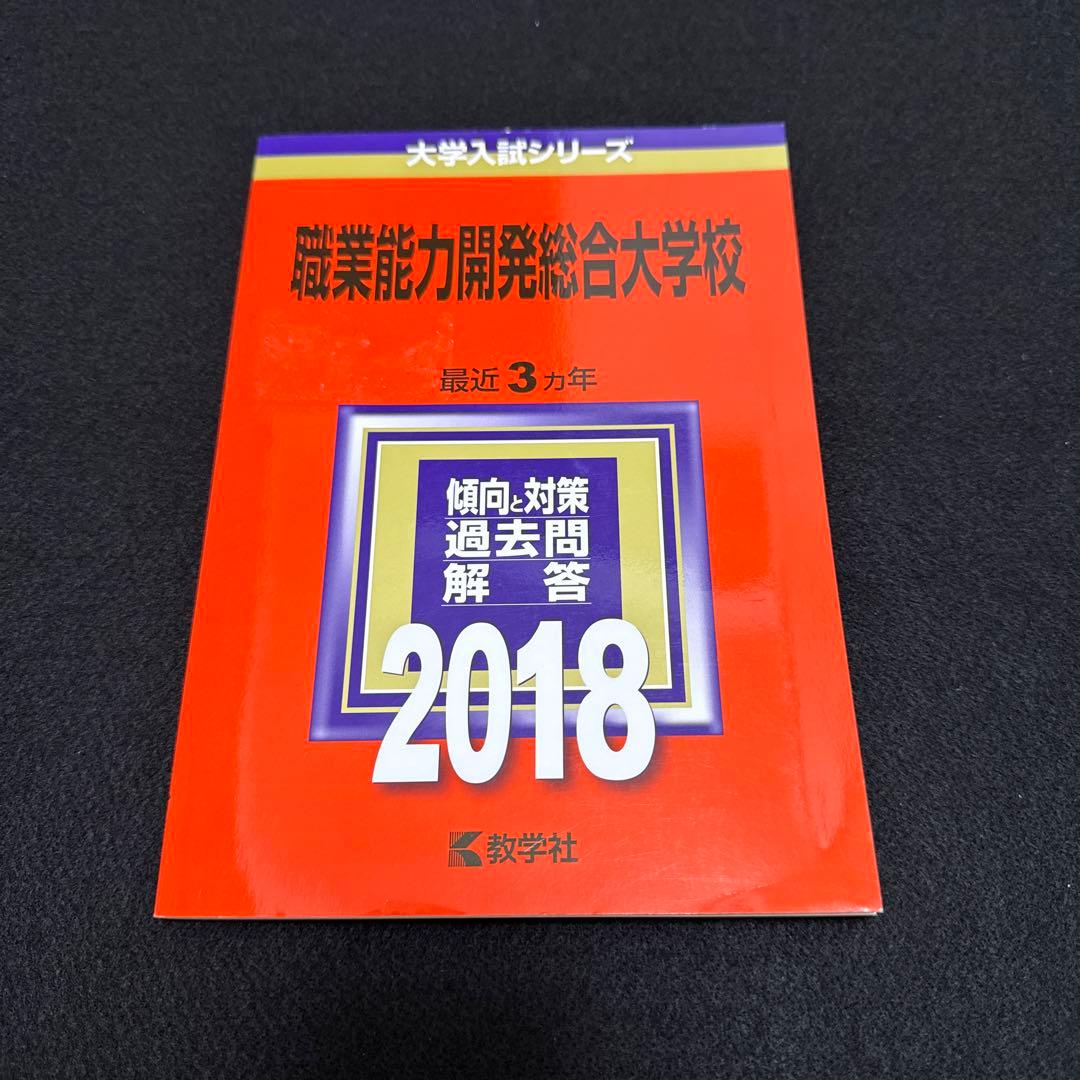 大学入試シリーズ
職業能力開発総合大学校
最近3カ年
傾向と対策
過去問
解答
2018
教学社